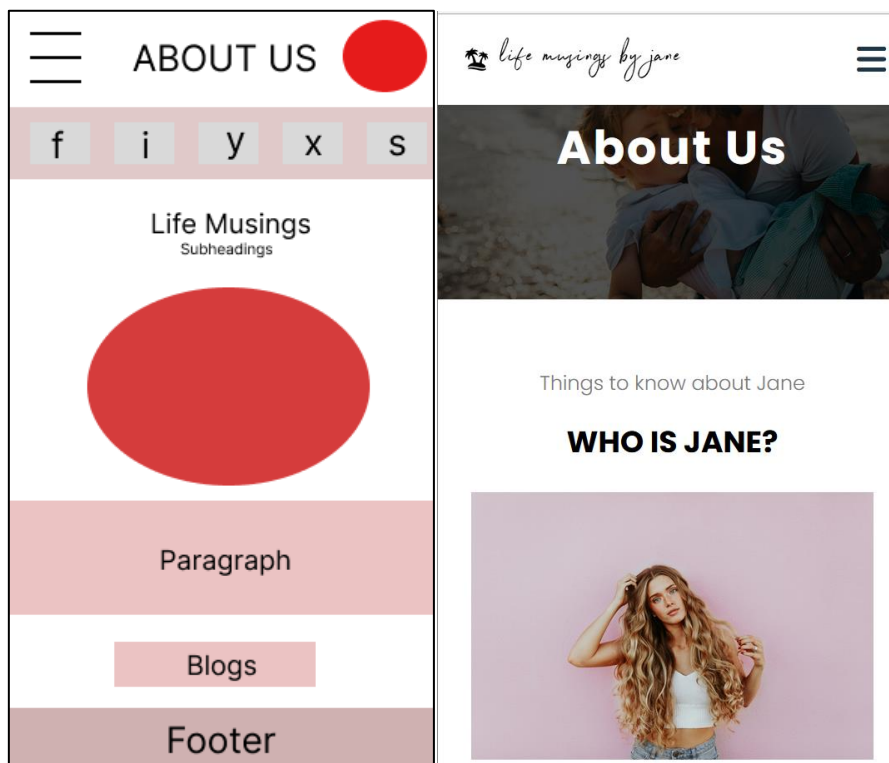 ABOUT US
f i y x s
Life Musings
Subheadings
Paragraph
Blogs
Footer
life musings by jane
About Us
Things to know about Jane
WHO IS JANE?